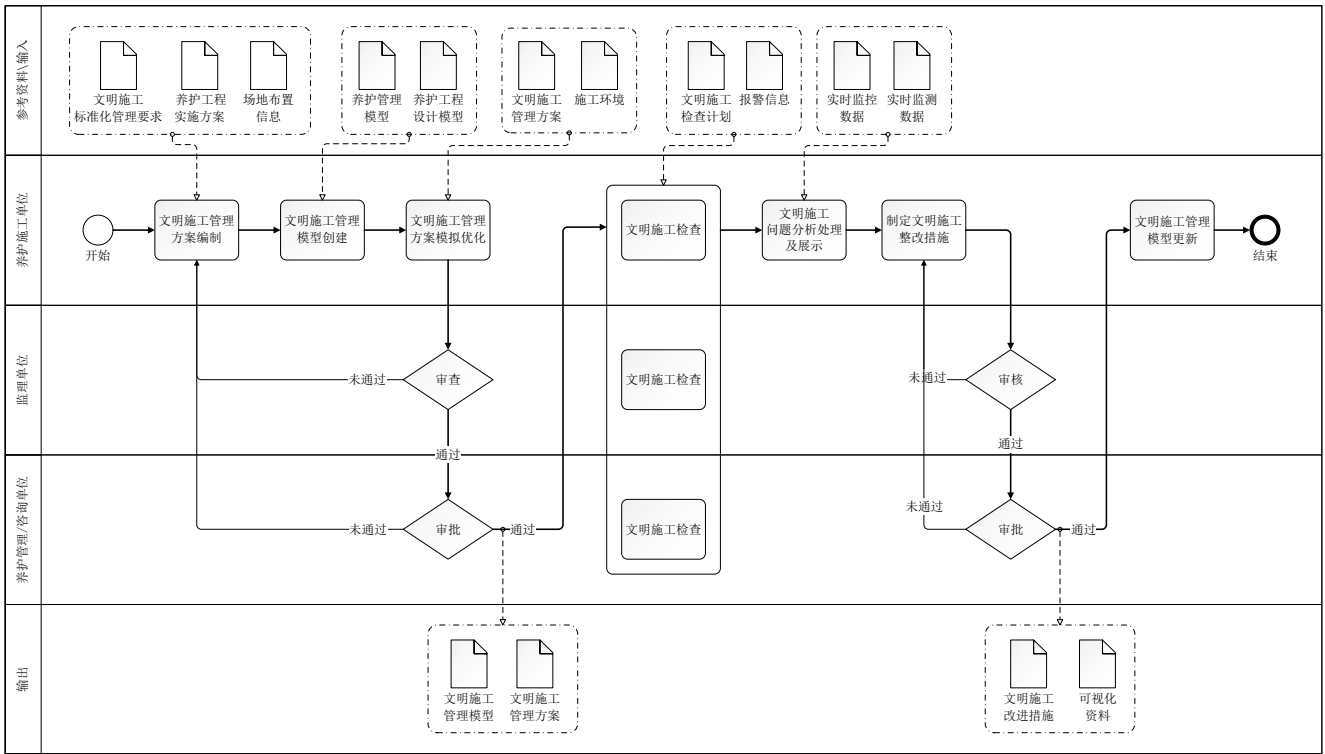 参考资料\输入
文明施工
标准化管理要求
养护工程
实施方案
场地布置
信息
养护管理
模型
养护工程
设计模型
文明施工
管理方案
施工环境
文明施工
检查计划
报警信息
实时监控
数据
实时监测
数据
养护施工单位
开始
文明施工管理
方案编制
文明施工管理
模型创建
文明施工管理
方案模拟优化
文明施工检查
文明施工
问题分析处理
及展示
制定文明施工
整改措施
文明施工管理
模型更新
结束
监理单位
未通过
审查
文明施工检查
未通过
审核
通过
通过
养护管理/咨询单位
未通过
审批
通过
文明施工检查
未通过
审批
通过
输出
文明施工
管理模型
文明施工
管理方案
文明施工
改进措施
可视化
资料